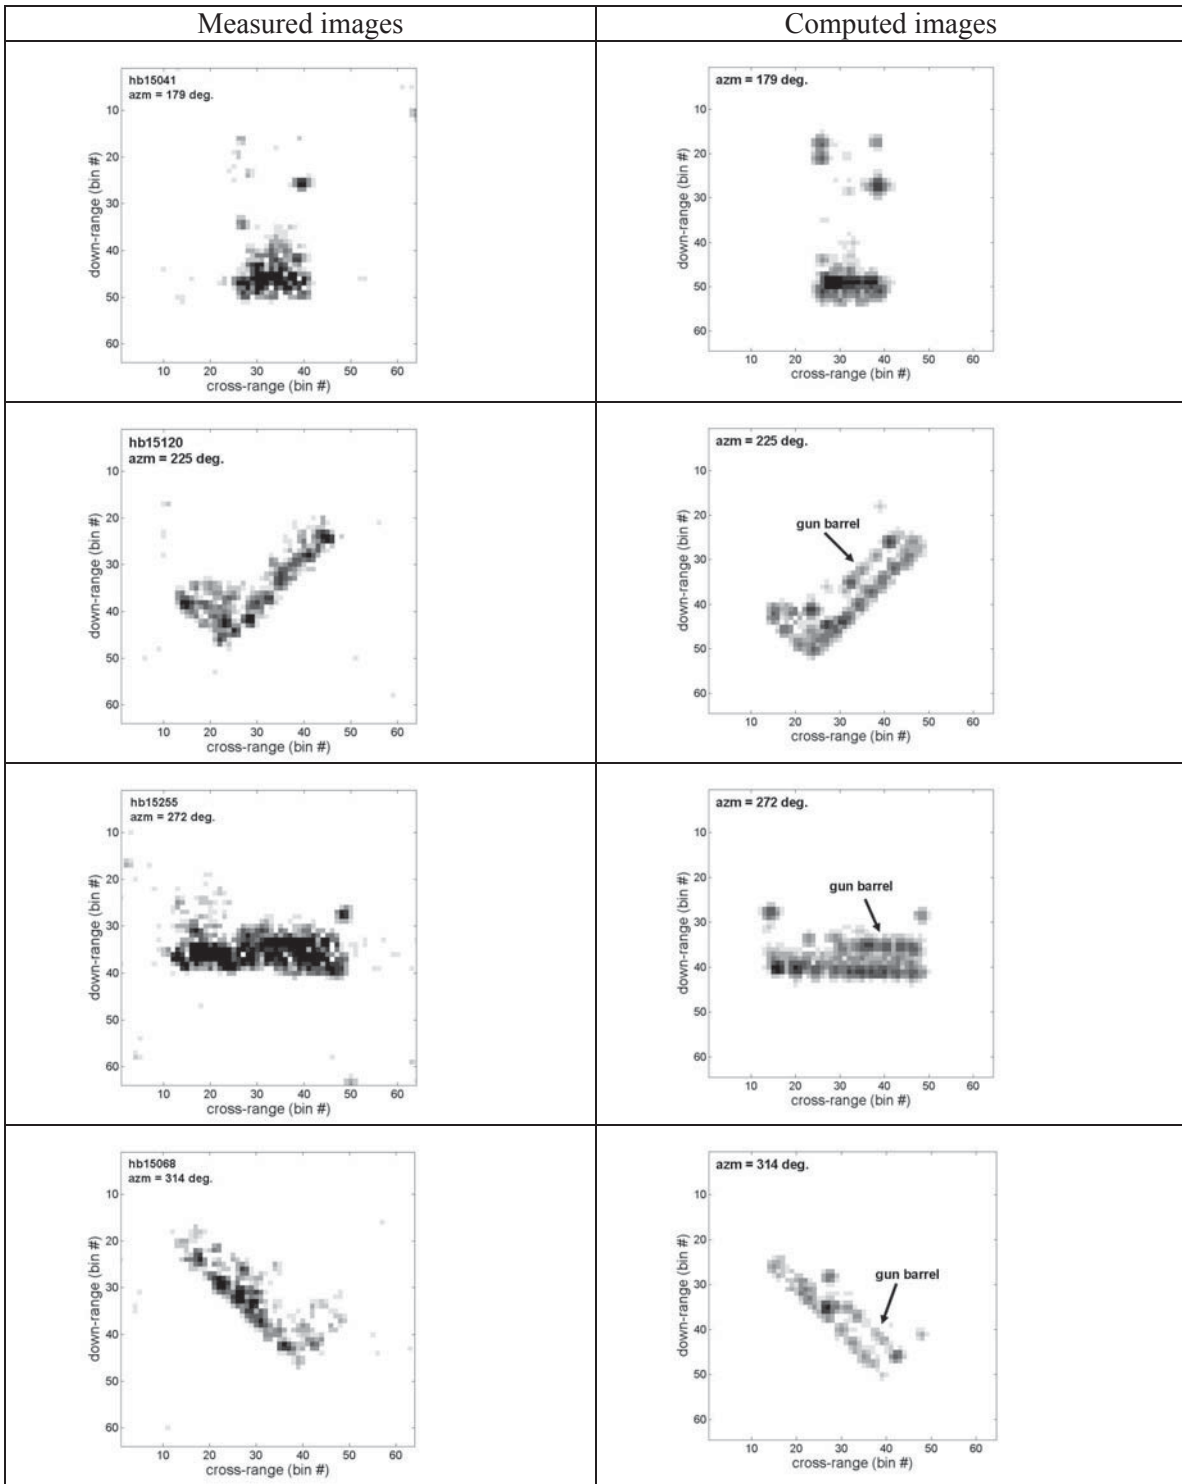 Measured images
Computed images
hb15041
azm = 179 deg.
10
20
30
40
50
60
down-range (bin #)
10 20 30 40 50 60
cross-range (bin #)
azm = 179 deg.
10
20
30
40
50
60
down-range (bin #)
10 20 30 40 50 60
cross-range (bin #)
hb15120
azm = 225 deg.
10
20
30
40
50
60
down-range (bin #)
10 20 30 40 50 60
cross-range (bin #)
azm = 225 deg.
gun barrel
10
20
30
40
50
60
down-range (bin #)
10 20 30 40 50 60
cross-range (bin #)
hb15255
azm = 272 deg.
10
20
30
40
50
60
down-range (bin #)
10 20 30 40 50 60
cross-range (bin #)
azm = 272 deg.
gun barrel
10
20
30
40
50
60
down-range (bin #)
10 20 30 40 50 60
cross-range (bin #)
hb15068
azm = 314 deg.
10
20
30
40
50
60
down-range (bin #)
10 20 30 40 50 60
cross-range (bin #)
azm = 314 deg.
gun barrel
10
20
30
40
50
60
down-range (bin #)
10 20 30 40 50 60
cross-range (bin #)